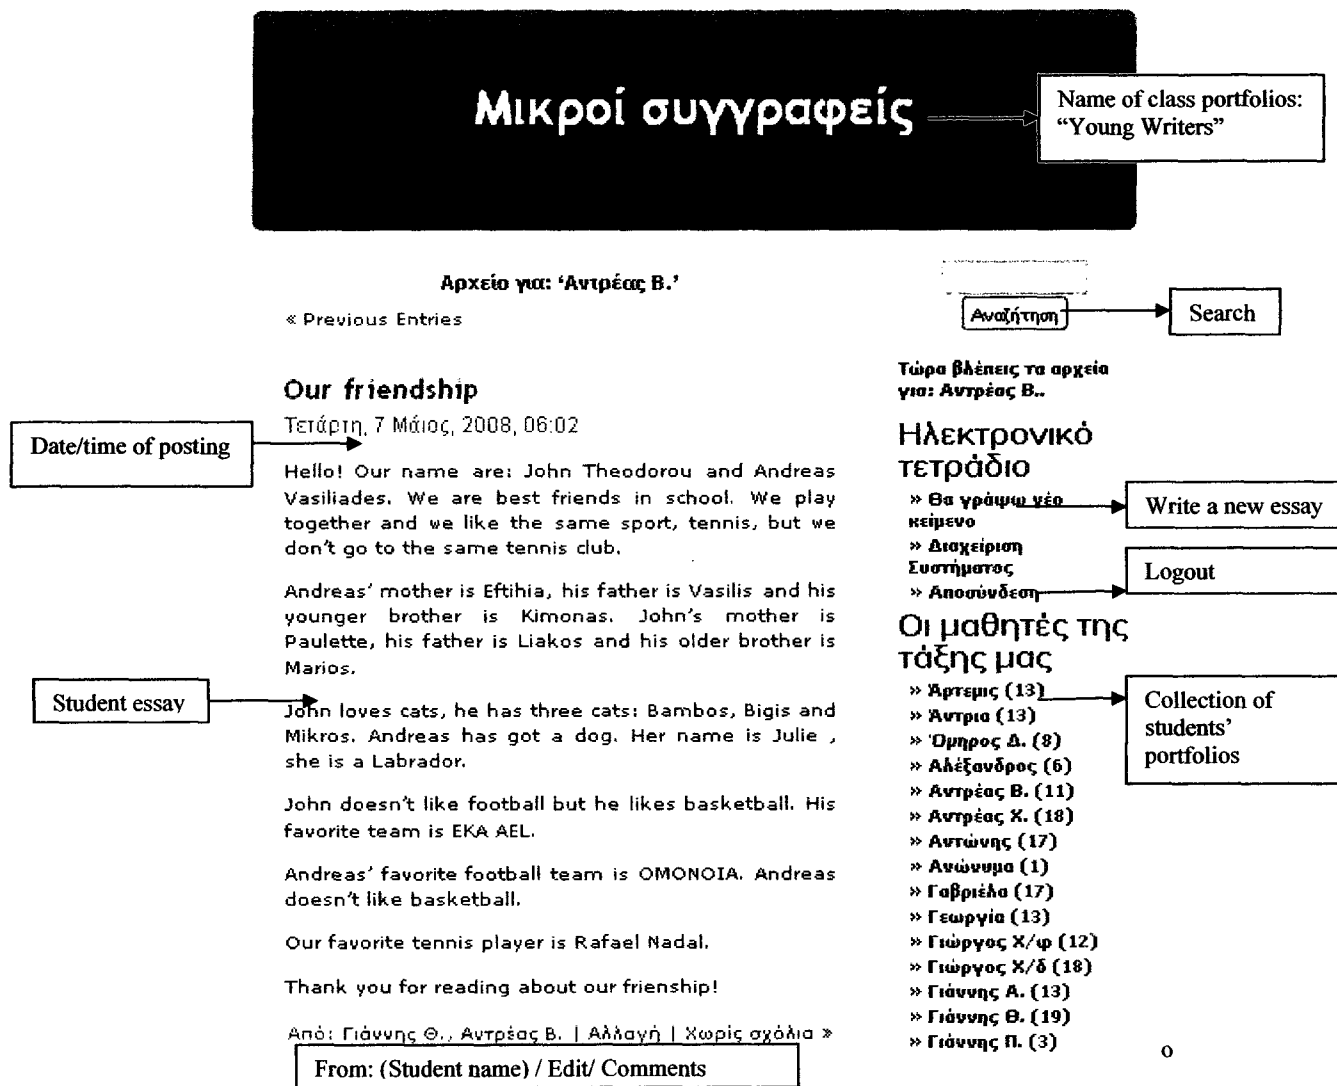 Μικροί συγγραφείς
Name of class portfolios:
“Young Writers”
Αρχείο για: ‘Αντρέας Β.’
« Previous Entries
Our friendship
Τετάρτη, 7 Μάιος, 2008, 06:02
Date/time of posting
Hello! Our name are: John Theodorou and Andreas
Vasiliades. We are best friends in school. We play
together and we like the same sport, tennis, but we
don't go to the same tennis club.
Andreas' mother is Eftihia, his father is Vasilis and his
younger brother is Kimonas. John's mother is
Paulette, his father is Liakos and his older brother is
Marios.
Student essay
John loves cats, he has three cats: Bambos, Bigis and
Mikros. Andreas has got a dog. Her name is Julie ,
she is a Labrador.
John doesn't like football but he likes basketball. His
favorite team is EKA AEL.
Andreas' favorite football team is OMONOIA. Andreas
doesn't like basketball.
Our favorite tennis player is Rafael Nadal.
Thank you for reading about our frienship!
Από: Γιάννης Θ., Αντρέας Β. | Αλλαγή | Χωρίς σχόλια »
From: (Student name) / Edit/ Comments
Αναζήτηση
Search
Τώρα βλέπεις τα αρχεία
για: Αντρέας Β..
Ηλεκτρονικό
τετράδιο
» Θα γράψω νέο
κείμενο
Write a new essay
» Διαχείριση
Συστήματος
» Αποσύνδεση
Logout
Οι μαθητές της
τάξης μας
» Άρτεμις (13)
» Άντρια (13)
» Όμηρος Δ. (8)
» Αλέξανδρος (6)
» Αντρέας Β. (11)
» Αντρέας Χ. (18)
» Αντώνης (17)
» Ανώνυμα (1)
» Γαβριέλα (17)
» Γεωργία (13)
» Γιώργος Χ/φ (12)
» Γιώργος Χ/δ (18)
» Γιάννης Α. (13)
» Γιάννης Θ. (19)
» Γιάννης Π. (3)
Collection of
students'
portfolios
o